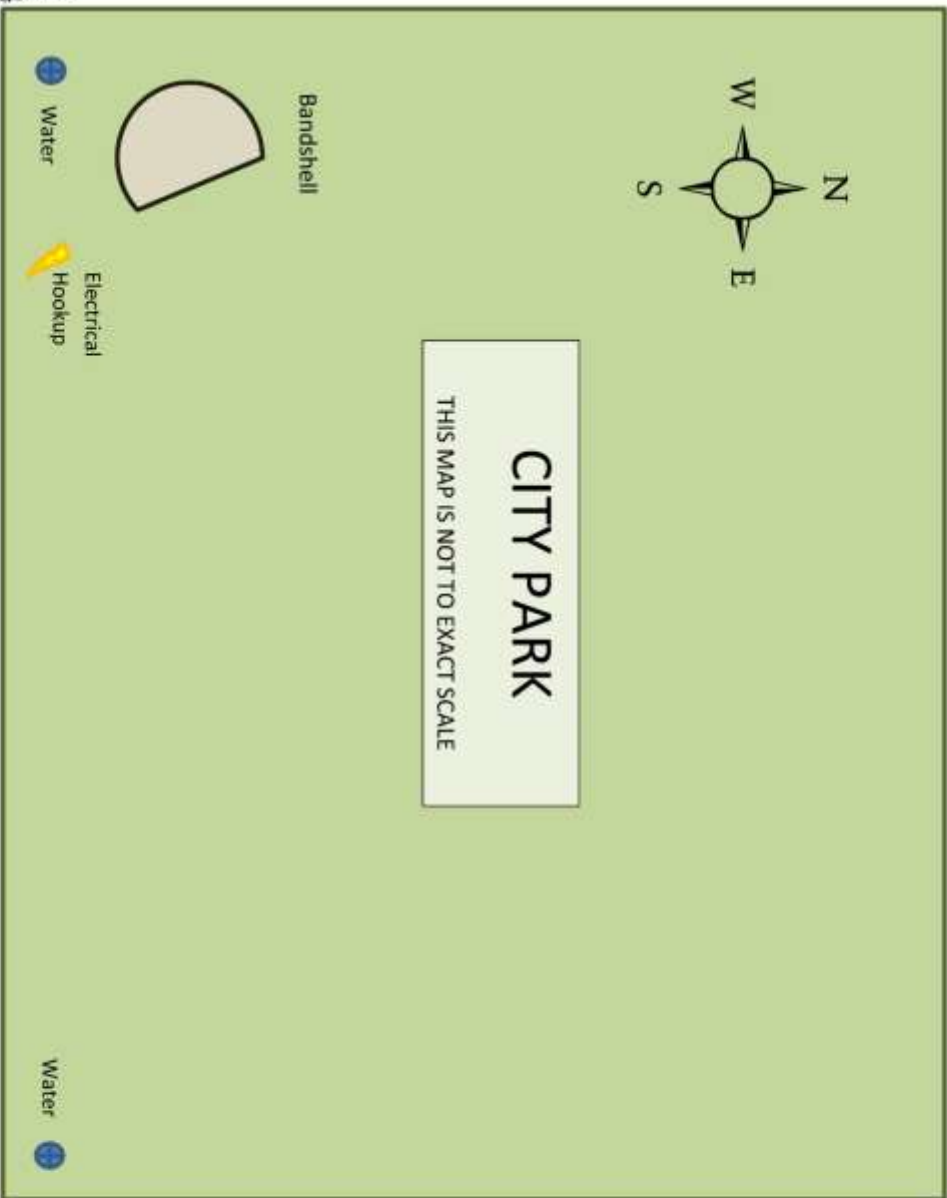 N
W
E
S
CITY PARK
THIS MAP IS NOT TO EXACT SCALE
Bandshell
Electrical
Hookup
Water
Water